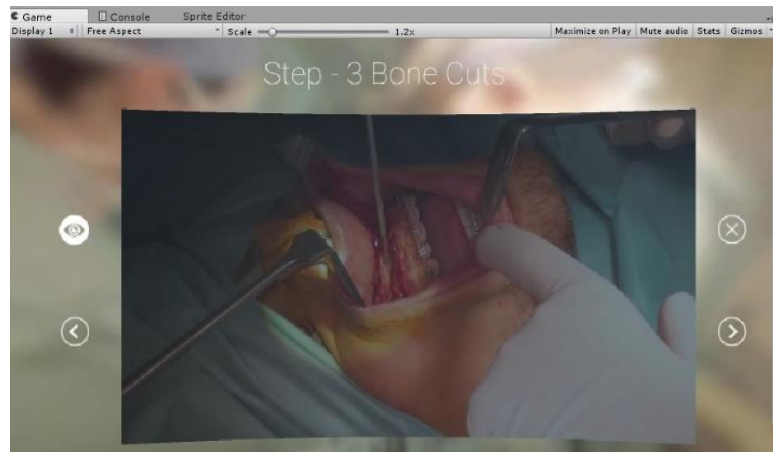 Game Console Sprite Editor
Display 1 Free Aspect Scale 1.2x Maximize on Play Mute audio Stats Gizmos
Step - 3 Bone Cuts